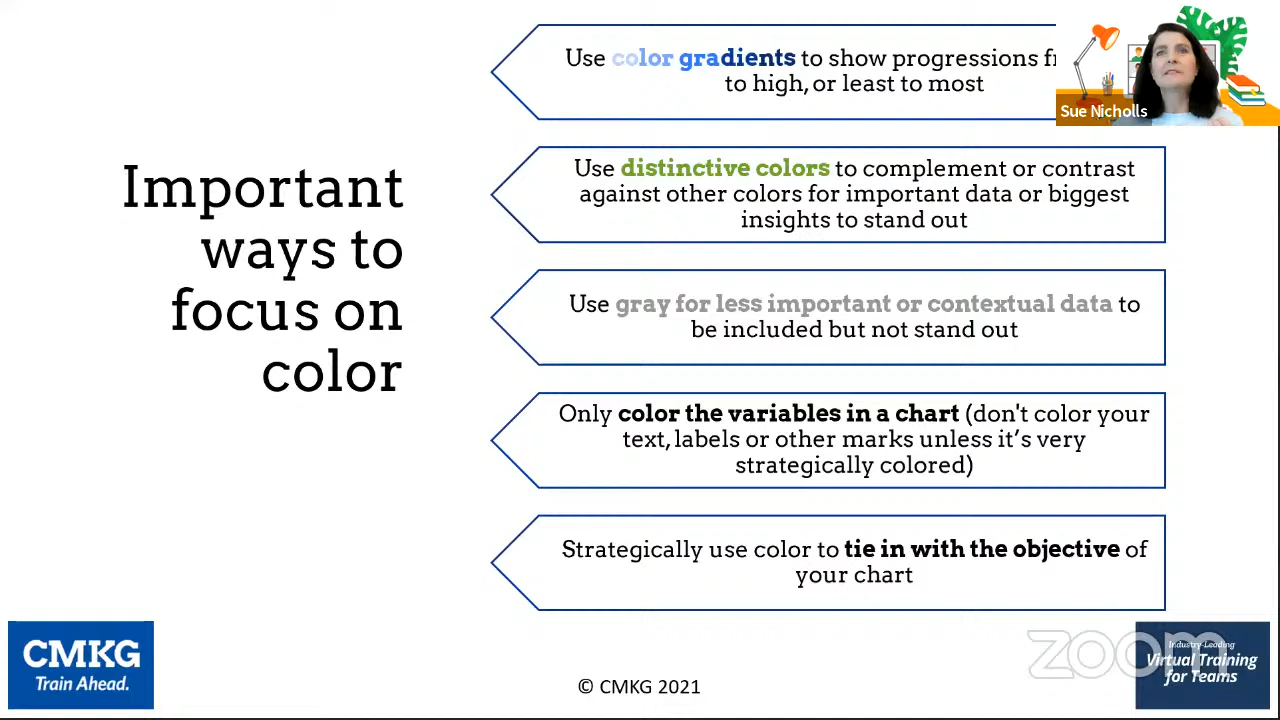 Important
ways to
focus on
color
Use color gradients to show progressions
to high, or least to most
Sue Nicholls
Use distinctive colors to complement or contrast
against other colors for important data or biggest
insights to stand out
Use gray for less important or contextual data to
be included but not stand out
Only color the variables in a chart (don't color your
text, labels or other marks unless it’s very
strategically colored)
Strategically use color to tie in with the objective of
your chart
CMKG
Train Ahead.
© CMKG 2021
zoom
Industry-Leading
Virtual Training
for Teams